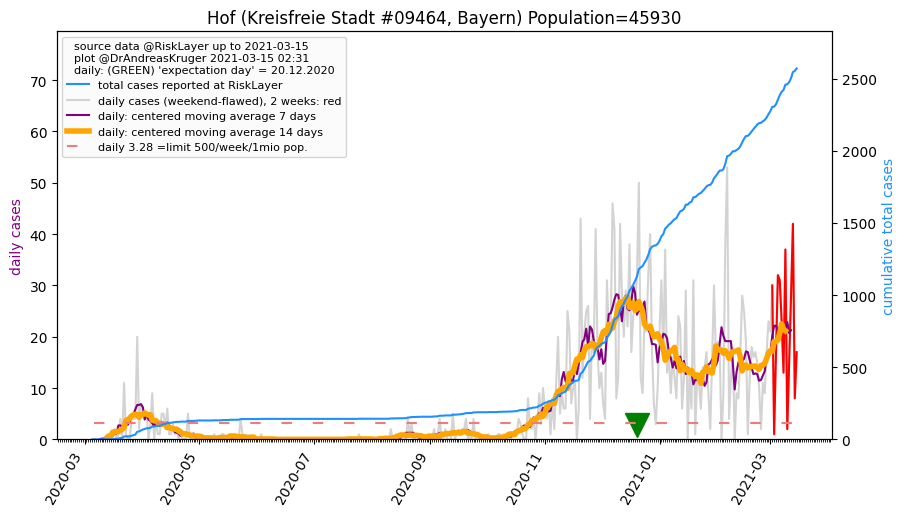 Hof (Kreisfreie Stadt #09464, Bayern) Population=45930
source data @RiskLayer up to 2021-03-15
plot @DrAndreasKruger 2021-03-15 02:31
daily: (GREEN) 'expectation day' = 20.12.2020
total cases reported at RiskLayer
daily cases (weekend-flawed), 2 weeks: red
daily: centered moving average 7 days
daily: centered moving average 14 days
daily 3.28 =limit 500/week/1mio pop.
daily cases
70
60
50
40
30
20
10
0
cumulative total cases
2500
2000
1500
1000
500
0
2020-03
2020-05
2020-07
2020-09
2020-11
2021-01
2021-03